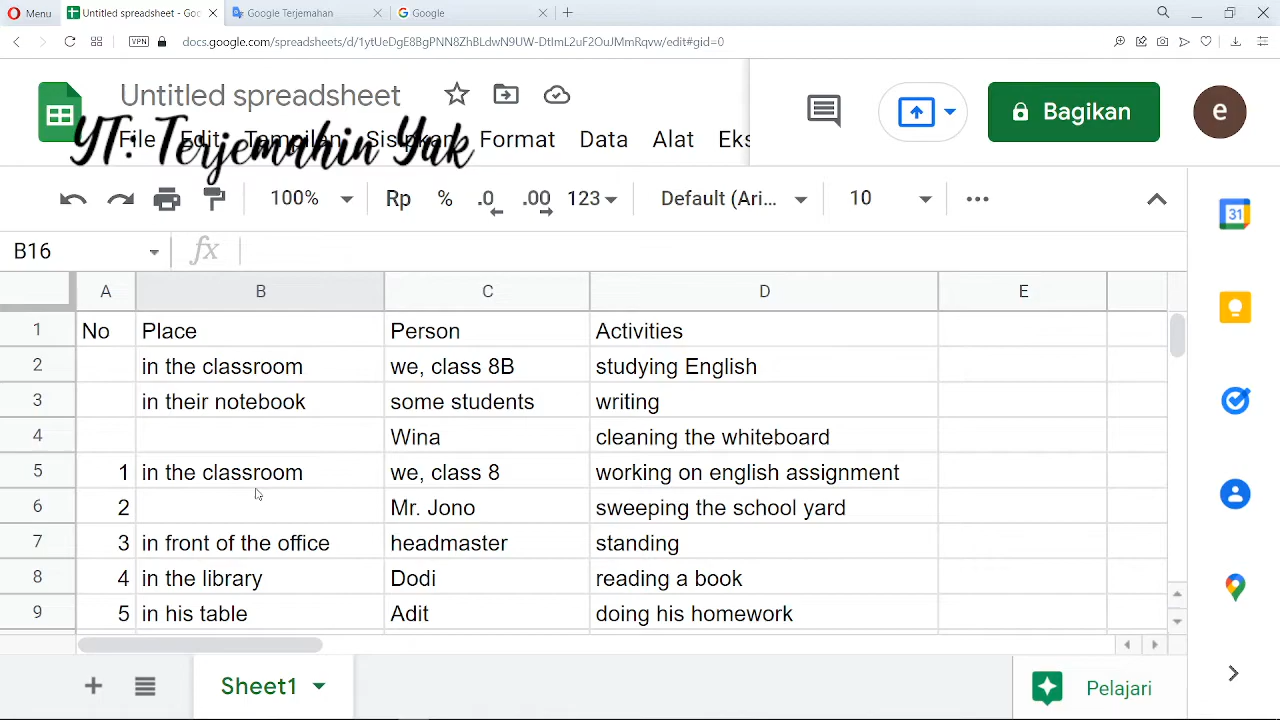 Menu Untitled spreadsheet - Goo Google Terjemahan Google
VPN docs.google.com/spreadsheets/d/1ytUeDgE8BgPNN8ZhBLdwN9UW-DtImL2uF2OuJMmRqvw/edit#gid=0
Untitled spreadsheet
Bagikan
e
File Edit Tampilan Sisipkan Format Data Alat Eks
YT: Terjemahin Yak
100% Rp % .0 .00 123 Default (Ari... 10
31
B16 fx
A B C D E
1 No Place Person Activities
2 in the classroom we, class 8B studying English
3 in their notebook some students writing
4 Wina cleaning the whiteboard
5 1 in the classroom we, class 8 working on english assignment
6 2 Mr. Jono sweeping the school yard
7 3 in front of the office headmaster standing
8 4 in the library Dodi reading a book
9 5 in his table Adit doing his homework
Sheet1 Pelajari